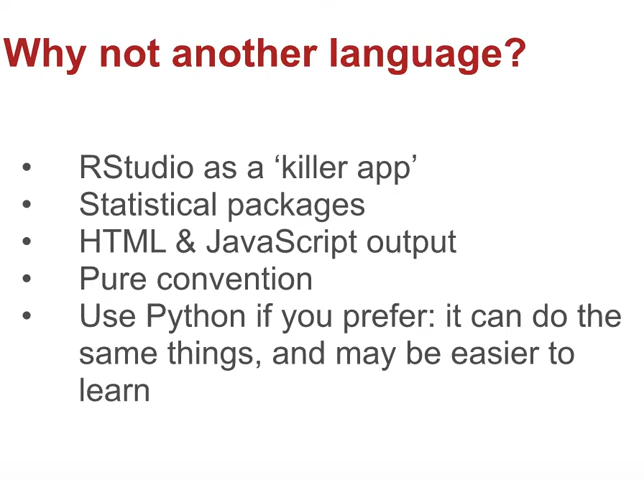 Why not another language?
• RStudio as a ‘killer app’
• Statistical packages
• HTML & JavaScript output
• Pure convention
• Use Python if you prefer: it can do the
same things, and may be easier to
learn